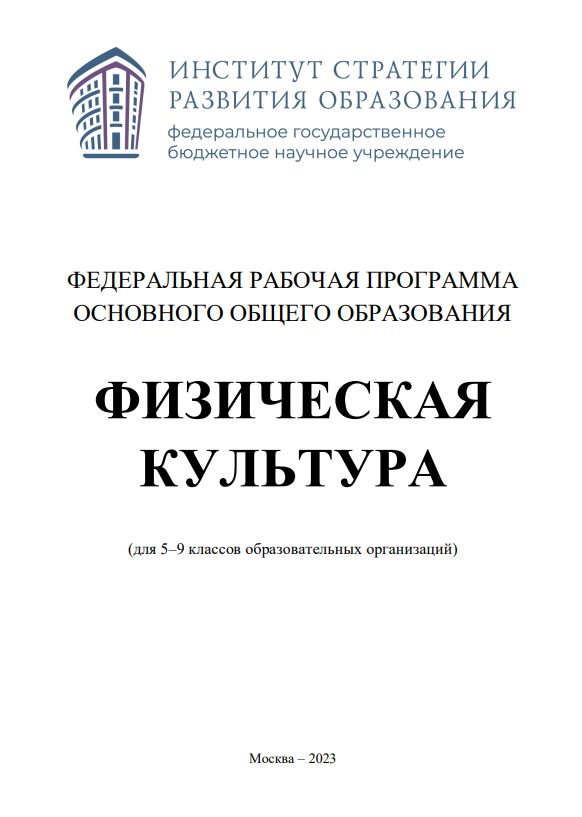 ИНСТИТУТ СТРАТЕГИИ
РАЗВИТИЯ ОБРАЗОВАНИЯ
федеральное государственное
бюджетное научное учреждение
ФЕДЕРАЛЬНАЯ РАБОЧАЯ ПРОГРАММА
ОСНОВНОГО ОБЩЕГО ОБРАЗОВАНИЯ
ФИЗИЧЕСКАЯ
КУЛЬТУРА
(для 5–9 классов образовательных организаций)
Москва – 2023